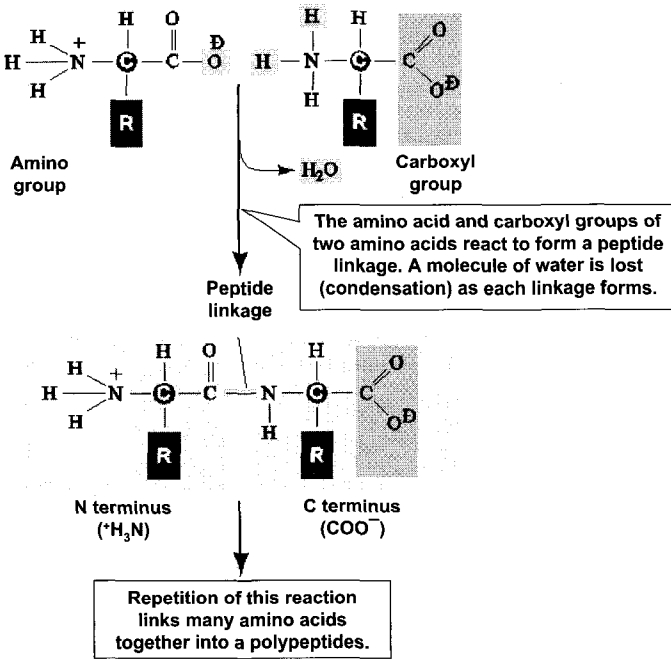 H H O Đ H H O
H + N C C O H N C C
H R H R OĐ
Amino
group
H₂O
Carboxyl
group
The amino acid and carboxyl groups of
two amino acids react to form a peptide
linkage. A molecule of water is lost
(condensation) as each linkage forms.
Peptide
linkage
H H O H O
H + N C C N C C
H R H R OĐ
N terminus
(⁺H₃N)
C terminus
(COO⁻)
Repetition of this reaction
links many amino acids
together into a polypeptides.